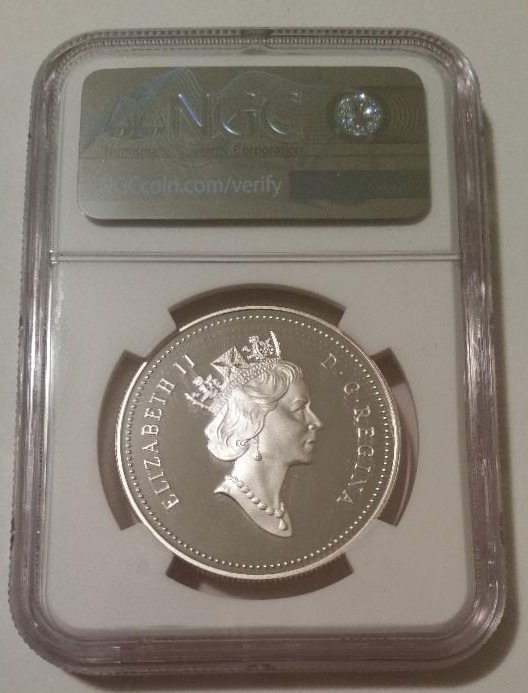 NGC
Numismatic Guaranty Corporation
NGCcoin.com/verify
ELIZABETH II D·G·REGINA